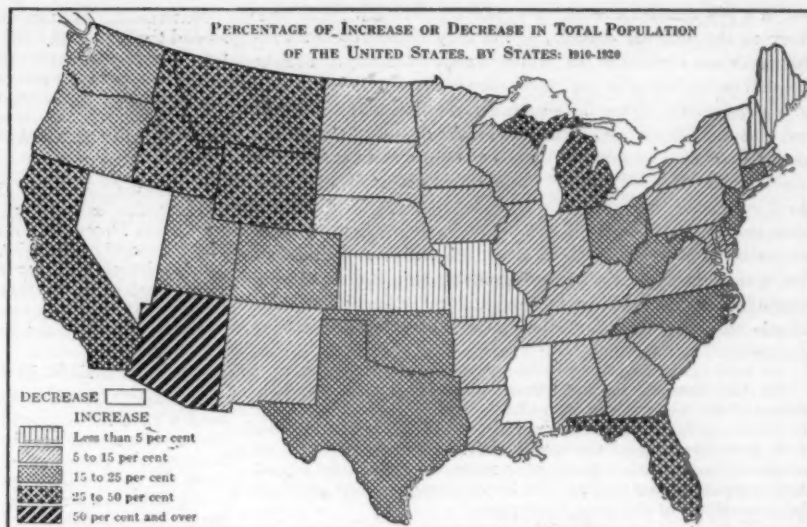 PERCENTAGE OF INCREASE OR DECREASE IN TOTAL POPULATION
OF THE UNITED STATES, BY STATES: 1910-1920
DECREASE
INCREASE
Less than 5 per cent
5 to 15 per cent
15 to 25 per cent
25 to 50 per cent
50 per cent and over